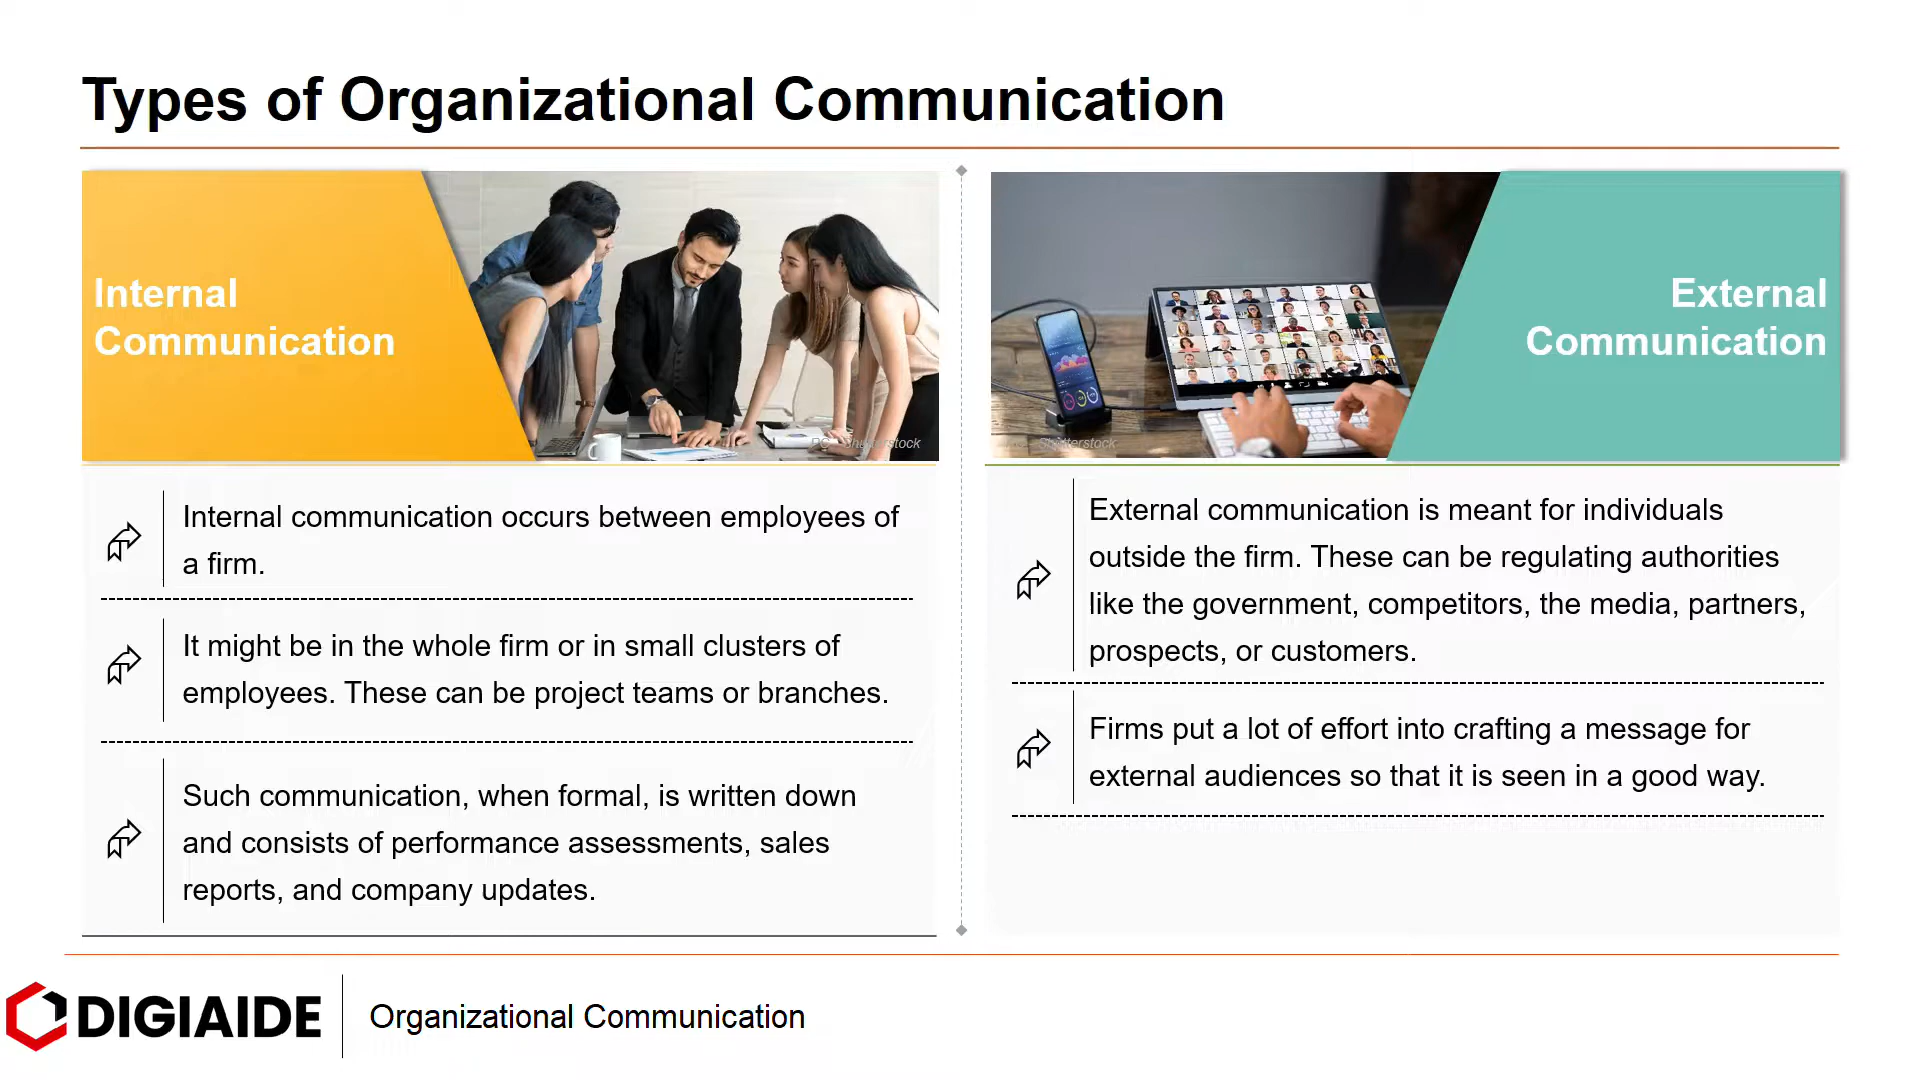 Types of Organizational Communication
Internal
Communication
PC - Shutterstock
Internal communication occurs between employees of
a firm.
It might be in the whole firm or in small clusters of
employees. These can be project teams or branches.
Such communication, when formal, is written down
and consists of performance assessments, sales
reports, and company updates.
External
Communication
Shutterstock
External communication is meant for individuals
outside the firm. These can be regulating authorities
like the government, competitors, the media, partners,
prospects, or customers.
Firms put a lot of effort into crafting a message for
external audiences so that it is seen in a good way.
DIGIAIDE
Organizational Communication